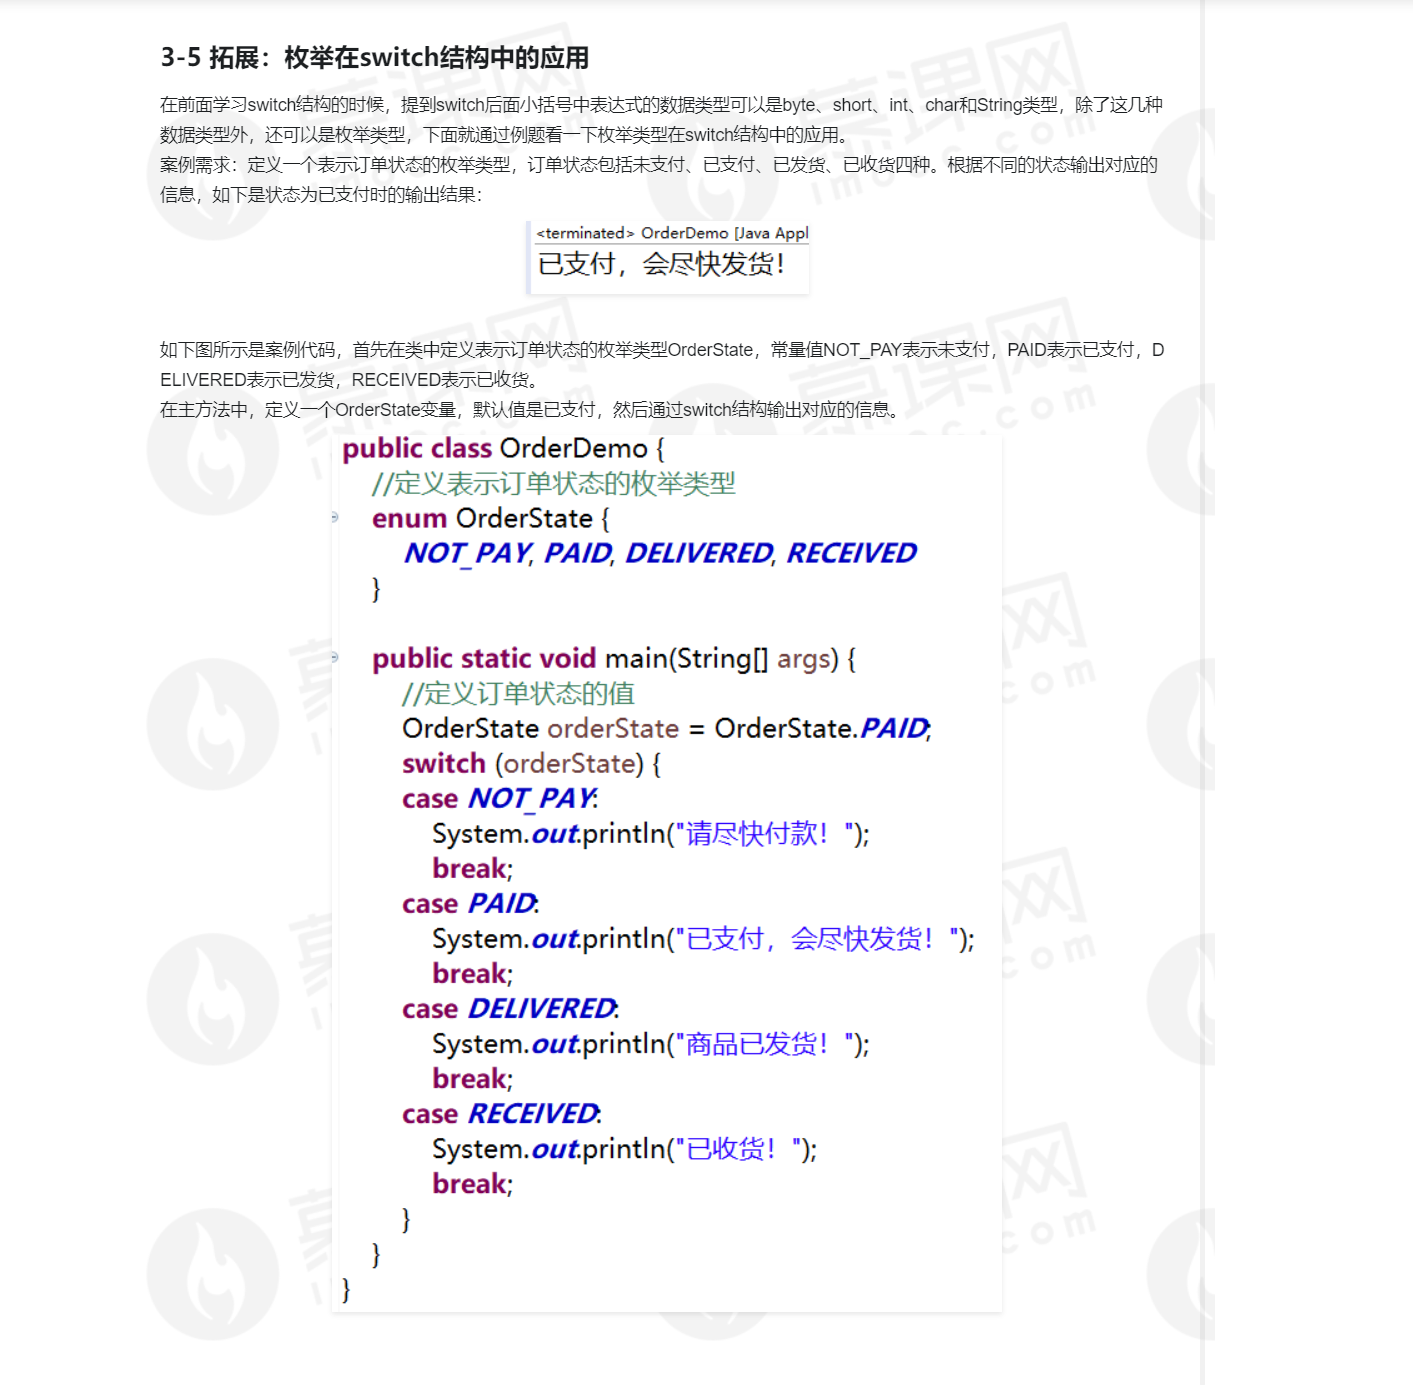 3-5 拓展：枚举在switch结构中的应用
在前面学习switch结构的时候，提到switch后面小括号中表达式的数据类型可以是byte、short、int、char和String类型，除了这几种
数据类型外，还可以是枚举类型，下面就通过例题看一下枚举类型在switch结构中的应用。
案例需求：定义一个表示订单状态的枚举类型，订单状态包括未支付、已支付、已发货、已收货四种。根据不同的状态输出对应的
信息，如下是状态为已支付时的输出结果：
<terminated> OrderDemo [Java Appl
已支付，会尽快发货！
如下图所示是案例代码，首先在类中定义表示订单状态的枚举类型OrderState，常量值NOT_PAY表示未支付，PAID表示已支付，D
ELIVERED表示已发货，RECEIVED表示已收货。
在主方法中，定义一个OrderState变量，默认值是已支付，然后通过switch结构输出对应的信息。
public class OrderDemo {
//定义表示订单状态的枚举类型
enum OrderState {
NOT_PAY, PAID, DELIVERED, RECEIVED
}
public static void main(String[] args) {
//定义订单状态的值
OrderState orderState = OrderState.PAID;
switch (orderState) {
case NOT_PAY:
System.out.println("请尽快付款！");
break;
case PAID:
System.out.println("已支付，会尽快发货！");
break;
case DELIVERED:
System.out.println("商品已发货！");
break;
case RECEIVED:
System.out.println("已收货！");
break;
}
}
}